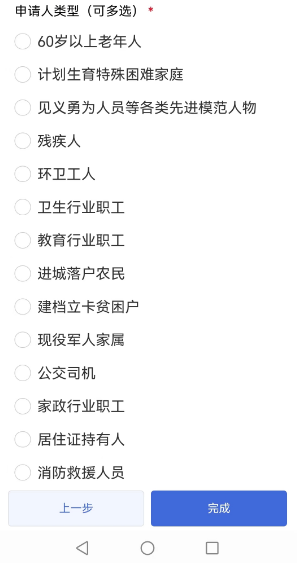 申请人类型（可多选）*
60岁以上老年人
计划生育特殊困难家庭
见义勇为人员等各类先进模范人物
残疾人
环卫工人
卫生行业职工
教育行业职工
进城落户农民
建档立卡贫困户
现役军人家属
公交司机
家政行业职工
居住证持有人
消防救援人员
上一步
完成